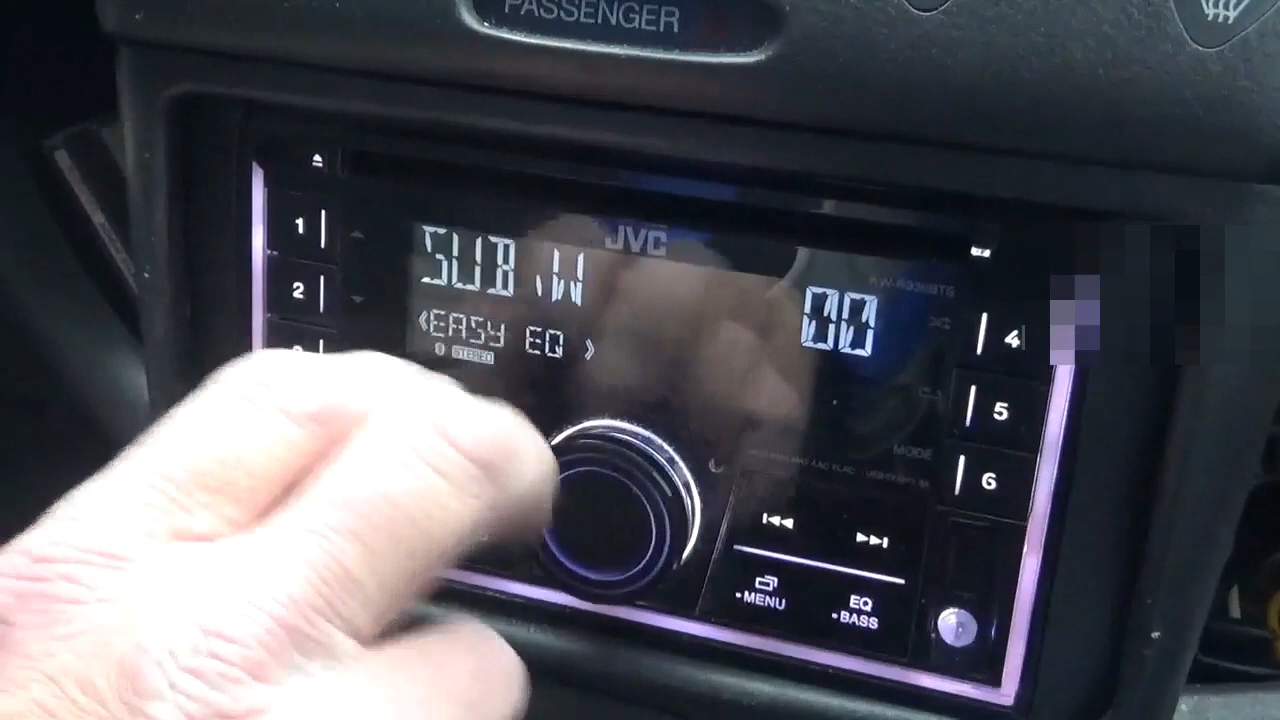 PASSENGER
JVC
1
2
SUB.W
00
«EASY EQ »
STEREO
4
5
MODE
6
MENU
EQ
BASS